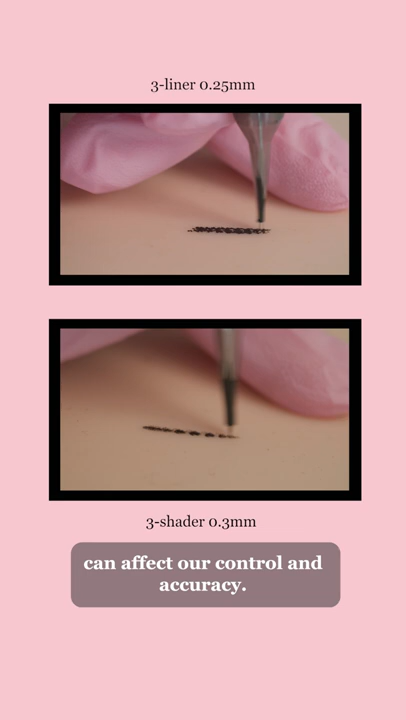 3-liner 0.25mm
3-shader 0.3mm
can affect our control and
accuracy.